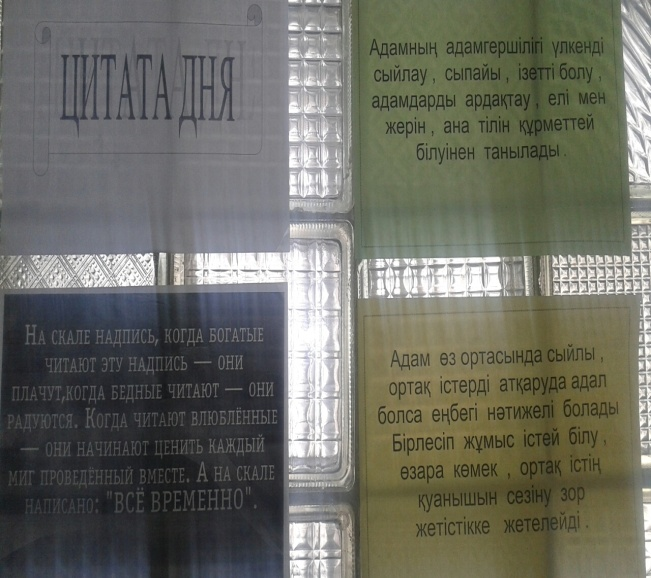 ЦИТАТА ДНЯ
Адамның адамгершілігі үлкенді
сыйлау , сыпайы , ізетті болу ,
адамдарды ардақтау , елі мен
жерін , ана тілін құрметтей
білуінен танылады .
На скале надпись, когда богатые
читают эту надпись — они
плачут,когда бедные читают — они
радуются. Когда читают влюблённые
— они начинают ценить каждый
миг проведённый вместе. А на скале
написано: "ВСЁ ВРЕМЕННО".
Адам өз ортасында сыйлы ,
ортақ істерді атқаруда адал
болса еңбегі нәтижелі болады
Бірлесіп жұмыс істей білу ,
өзара көмек , ортақ істің
қуанышын сезіну зор
жетістікке жетелейді .